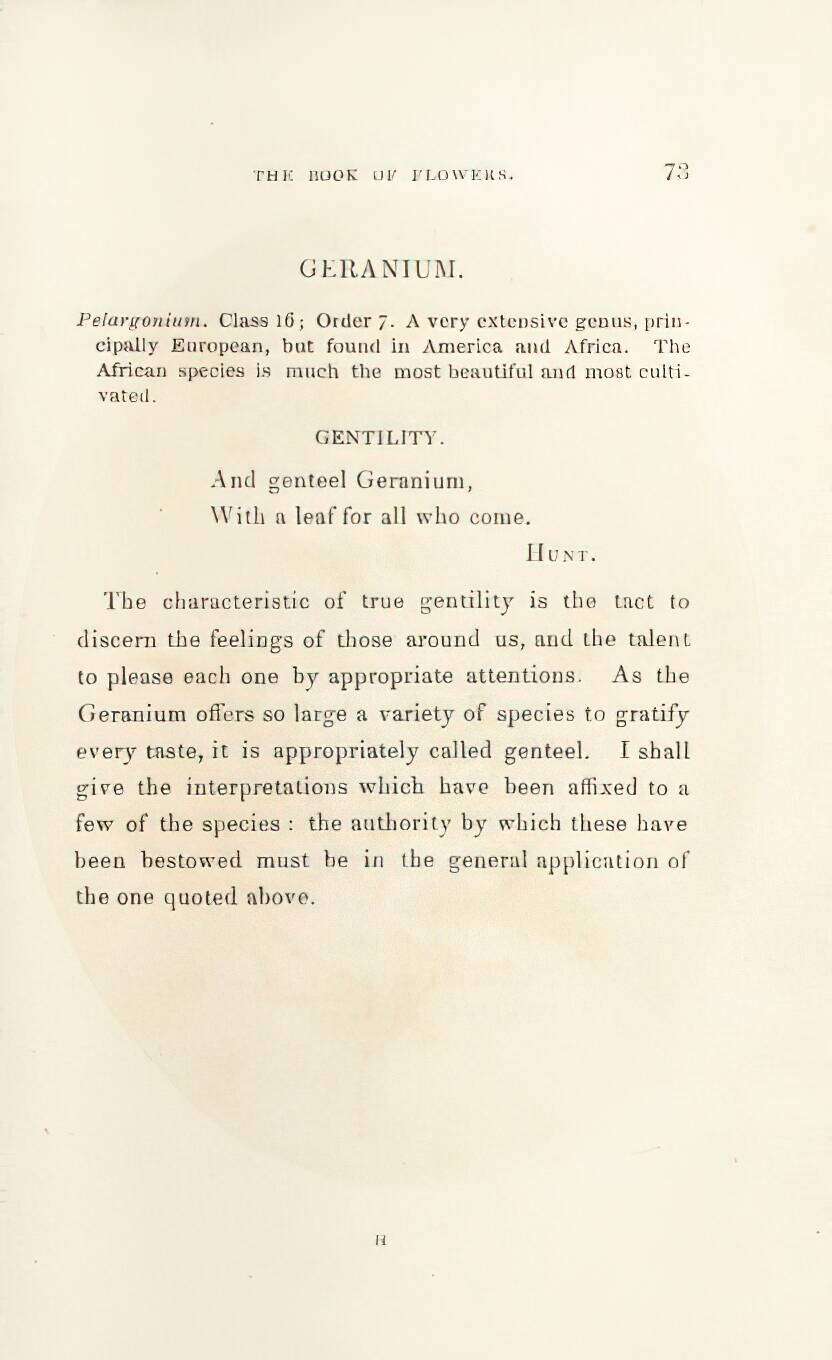 THE BOOK OF FLOWERS. 73
GERANIUM.
Pelargonium. Class 16; Order 7. A very extensive genus, prin-
cipally European, but found in America and Africa. The
African species is much the most beautiful and most culti-
vated.
GENTILITY.
And genteel Geranium,
With a leaf for all who come.
HUNT.
The characteristic of true gentility is the tact to
discern the feelings of those around us, and the talent
to please each one by appropriate attentions. As the
Geranium offers so large a variety of species to gratify
every taste, it is appropriately called genteel. I shall
give the interpretations which have been affixed to a
few of the species : the authority by which these have
been bestowed must be in the general application of
the one quoted above.
H